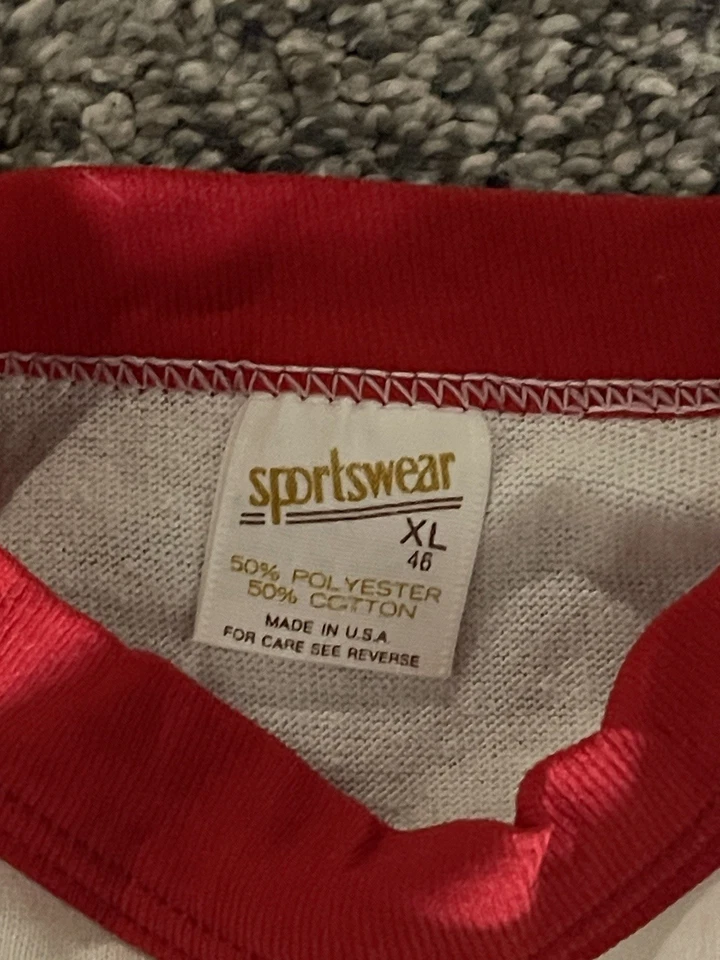 sportswear
XL
46
50% POLYESTER
50% COTTON
MADE IN U.S.A.
FOR CARE SEE REVERSE